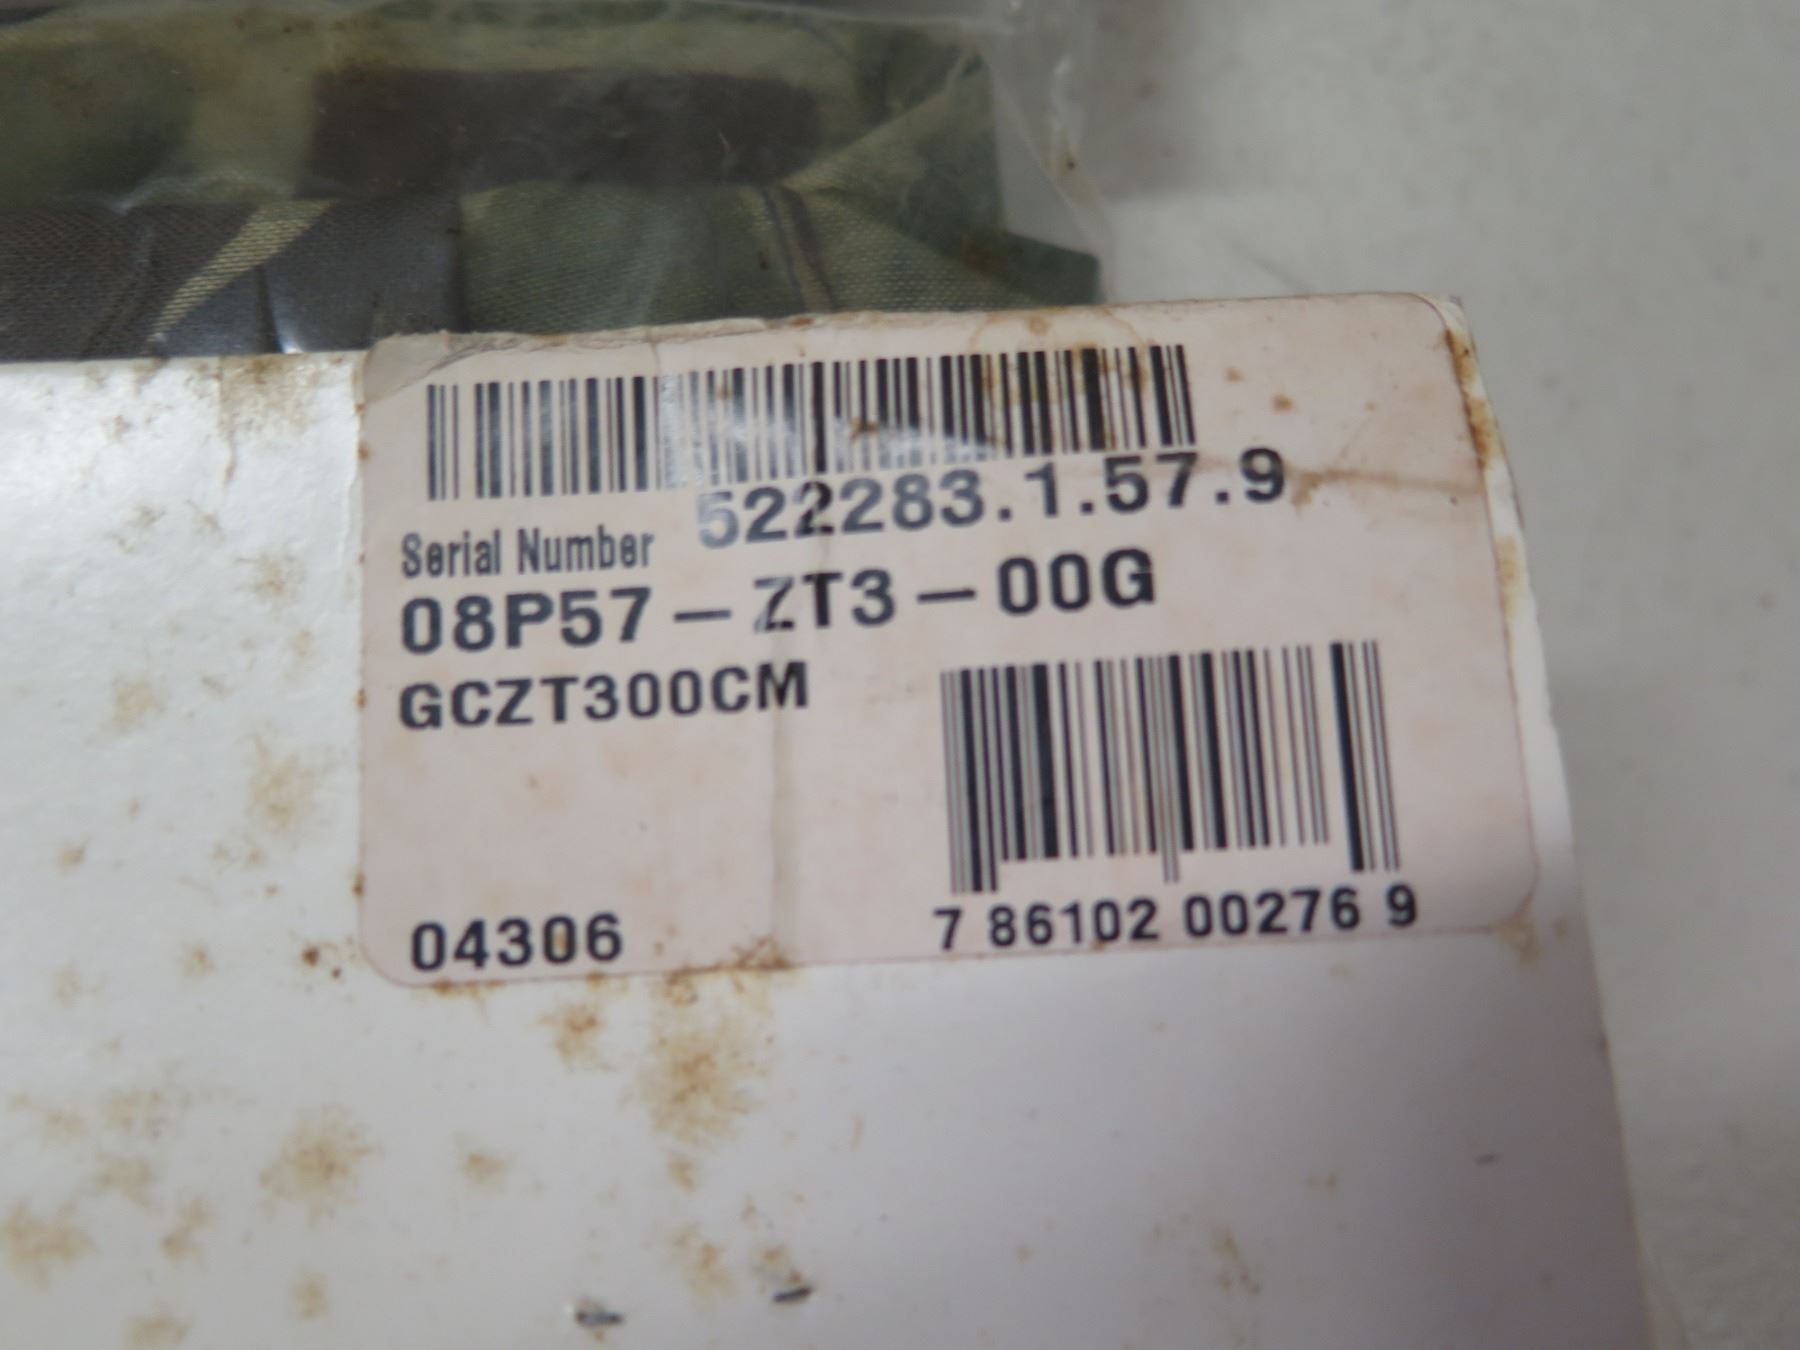 522283.1.57.9
Serial Number
08P57-ZT3-00G
GCZT300CM
04306
7 86102 00276 9